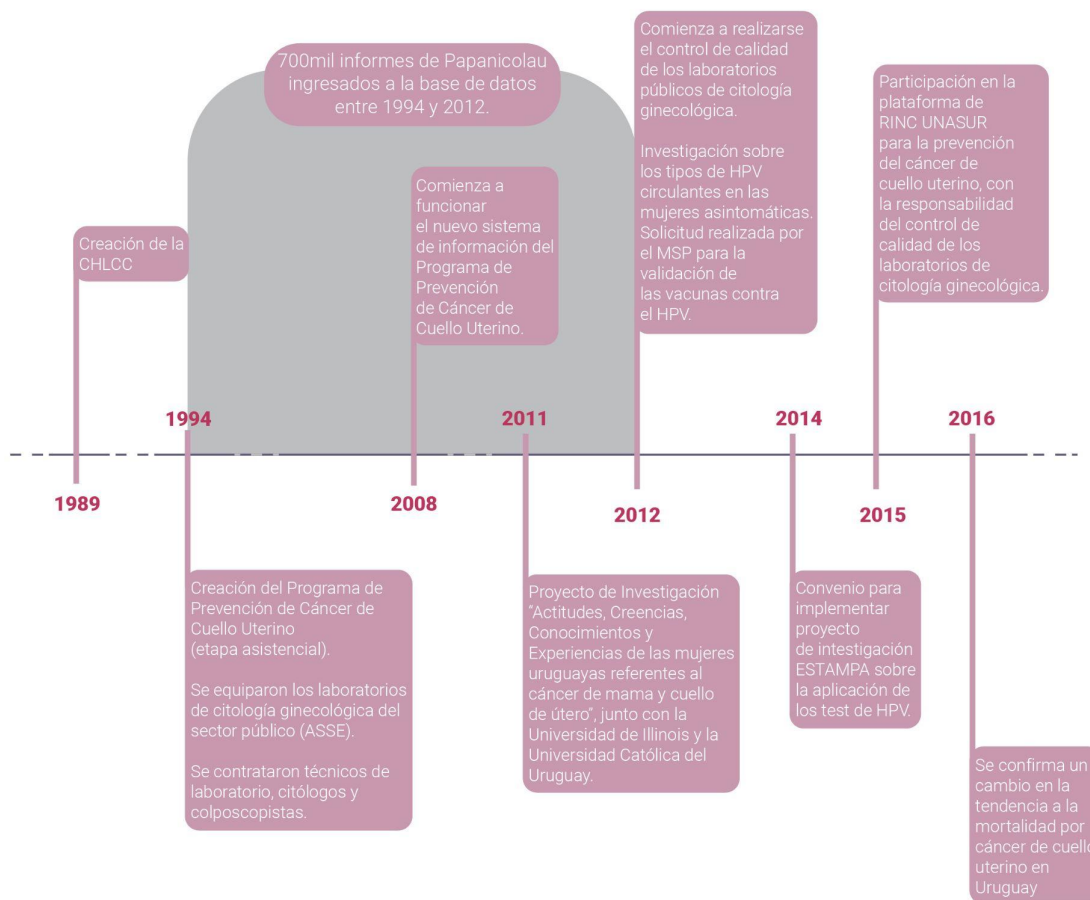 700mil informes de Papanicolau
ingresados a la base de datos
entre 1994 y 2012.
Comienza a realizarse
el control de calidad
de los laboratorios
públicos de citología
ginecológica.
Investigación sobre
los tipos de HPV
circulantes en las
mujeres asintomáticas.
Solicitud realizada por
el MSP para la
validación de
las vacunas contra
el HPV.
Participación en la
plataforma de
RINC UNASUR
para la prevención
del cáncer de
cuello uterino, con
la responsabilidad
del control de
calidad de los
laboratorios de
citología ginecológica.
Comienza a
funcionar
el nuevo sistema
de información del
Programa de
Prevención
de Cáncer de
Cuello Uterino.
Creación de la
CHLCC
1994
2011
2014
2016
1989
2008
2012
2015
Creación del Programa de
Prevención de Cáncer de
Cuello Uterino
(etapa asistencial).
Se equiparon los laboratorios
de citología ginecológica del
sector público (ASSE).
Se contrataron técnicos de
laboratorio, citólogos y
colposcopistas.
Proyecto de Investigación
“Actitudes, Creencias,
Conocimientos y
Experiencias de las mujeres
uruguayas referentes al
cáncer de mama y cuello
de útero”, junto con la
Universidad de Illinois y la
Universidad Católica del
Uruguay.
Convenio para
implementar
proyecto
de intestigación
ESTAMPA sobre
la aplicación de
los test de HPV.
Se confirma un
cambio en la
tendencia a la
mortalidad por
cáncer de cuello
uterino en
Uruguay